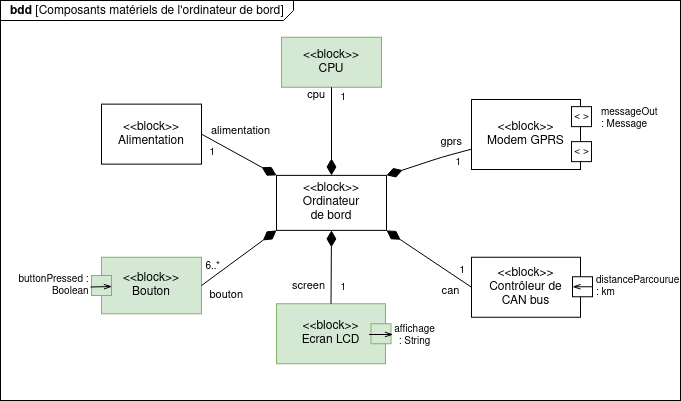 bdd [Composants matériels de l'ordinateur de bord]
<<block>>
CPU
cpu
1
<<block>>
Alimentation
alimentation
1
<<block>>
Modem GPRS
gprs
1
< >
messageOut
: Message
< >
<<block>>
Ordinateur
de bord
<<block>>
Bouton
6..*
bouton
buttonPressed :
Boolean
screen
1
<<block>>
Ecran LCD
affichage
: String
1
can
<<block>>
Contrôleur de
CAN bus
distanceParcourue
: km